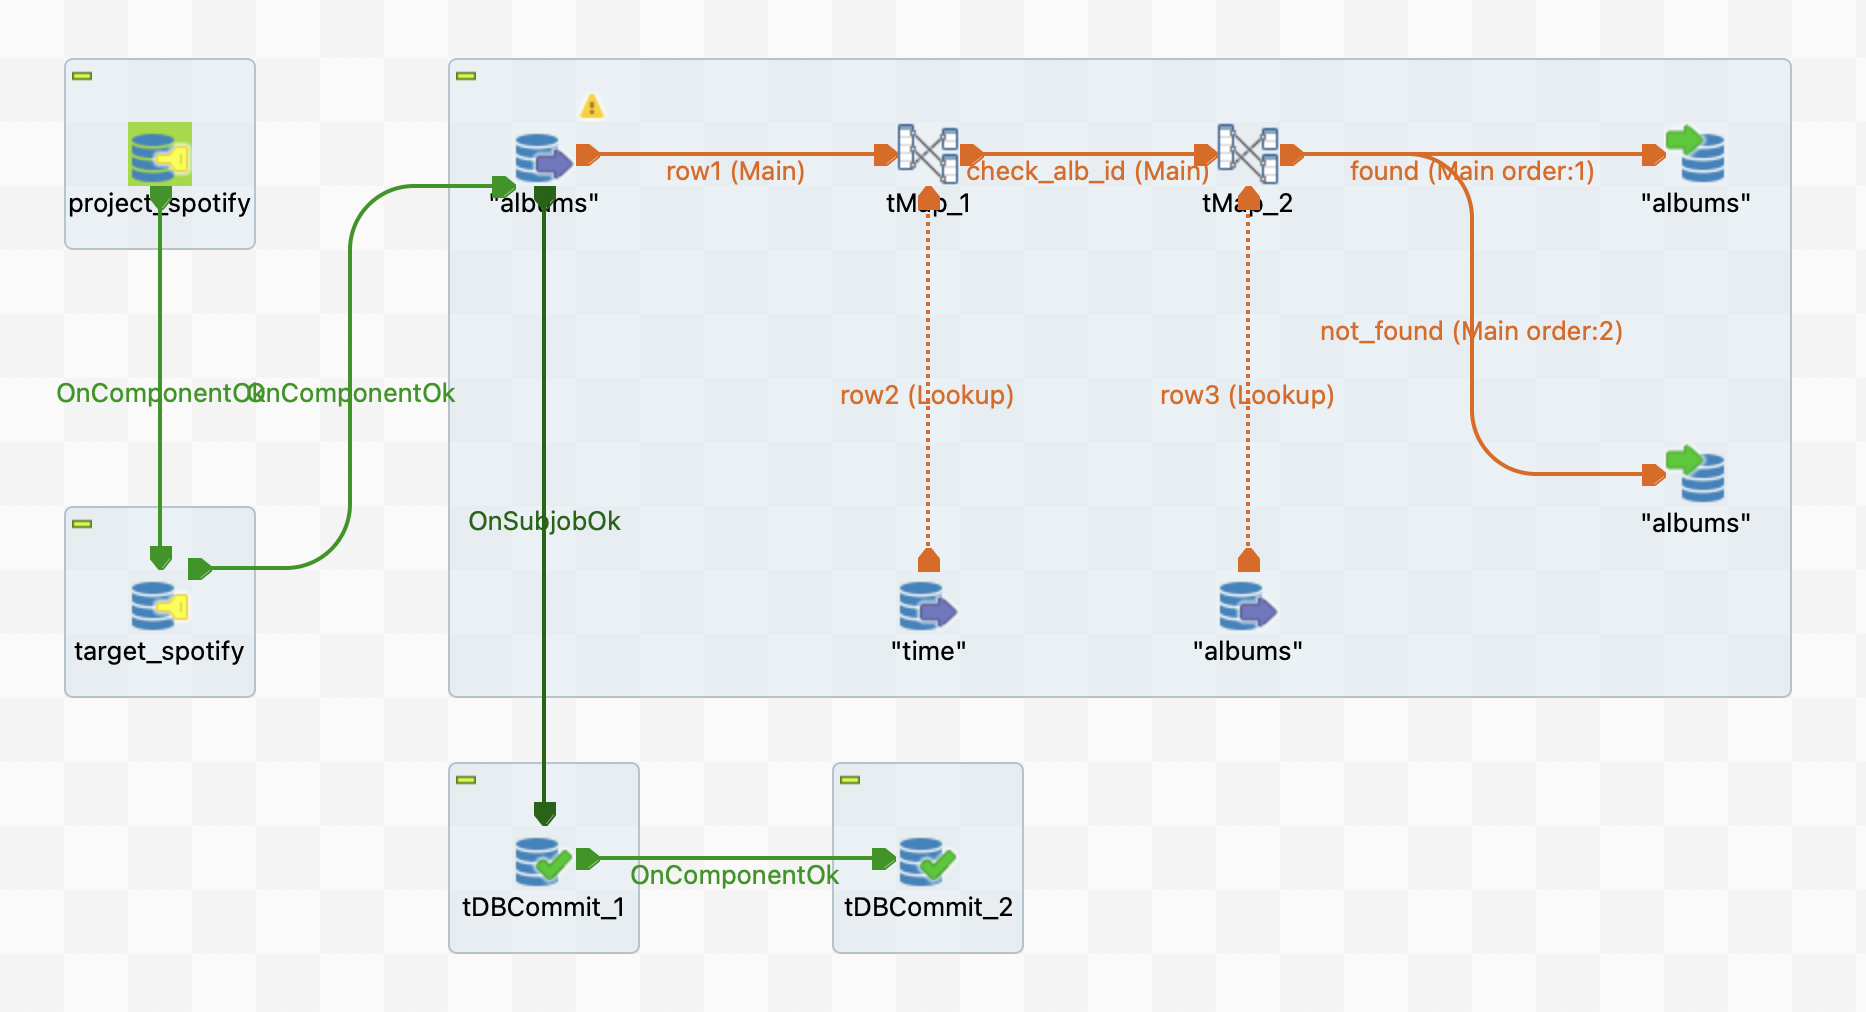 project_spotify
OnComponentOk
OnComponentOk
target_spotify
"albums"
row1 (Main)
tMap_1
check_alb_id (Main)
tMap_2
found (Main order:1)
"albums"
not_found (Main order:2)
row2 (Lookup)
row3 (Lookup)
OnSubjobOk
"albums"
"time"
"albums"
tDBCommit_1
OnComponentOk
tDBCommit_2